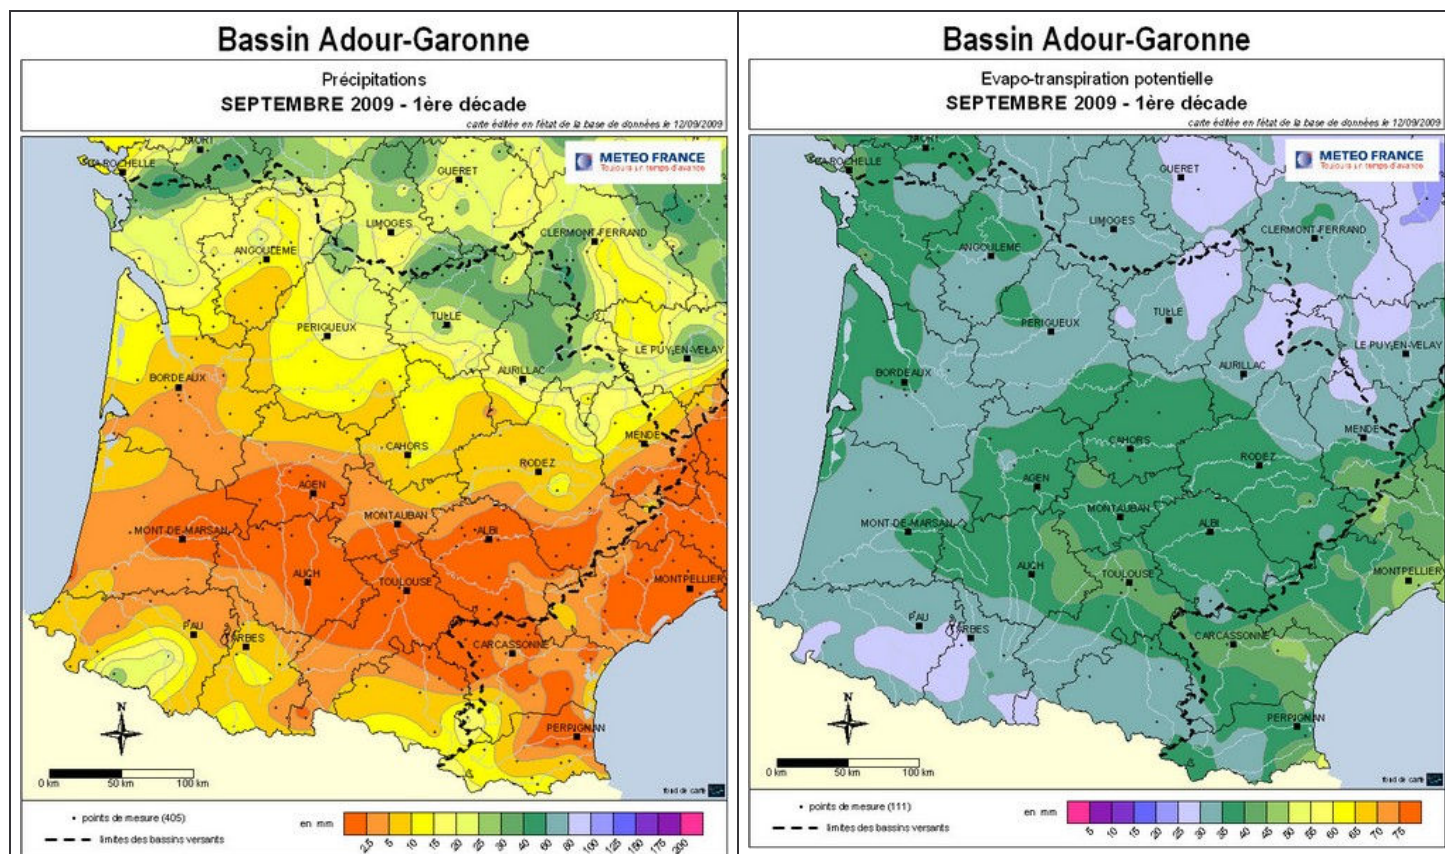 Bassin Adour-Garonne
Précipitations
SEPTEMBRE 2009 - 1ère décade
carte éditée en l'état de la base de données le 12/09/2009
METEO FRANCE
Toujours un temps d'avance
NIORT
LA ROCHELLE
GUERET
LIMOGES
CLERMONT-FERRAND
ANGOULEME
TULLE
PERIGUEUX
LE PUY-EN-VELAY
AURILLAC
BORDEAUX
MENDE
CAHORS
RODEZ
AGEN
MONTAUBAN
MONT-DE-MARSAN
ALBI
AUCH
TOULOUSE
MONTPELLIER
PAU
TARBES
CARCASSONNE
N
PERPIGNAN
0 km 50 km 100 km
fond de carte
points de mesure (405)
limites des bassins versants
en mm
2,5 5 10 15 20 25 30 40 60 80 100 125 150 175 200
Bassin Adour-Garonne
Evapo-transpiration potentielle
SEPTEMBRE 2009 - 1ère décade
carte éditée en l'état de la base de données le 12/09/2009
METEO FRANCE
Toujours un temps d'avance
NIORT
LA ROCHELLE
GUERET
LIMOGES
CLERMONT-FERRAND
ANGOULEME
TULLE
PERIGUEUX
LE PUY-EN-VELAY
AURILLAC
BORDEAUX
MENDE
CAHORS
RODEZ
AGEN
MONTAUBAN
MONT-DE-MARSAN
ALBI
AUCH
TOULOUSE
MONTPELLIER
PAU
TARBES
CARCASSONNE
N
PERPIGNAN
0 km 50 km 100 km
fond de carte
points de mesure (111)
limites des bassins versants
en mm
5 10 15 20 25 30 35 40 45 50 55 60 65 70 75